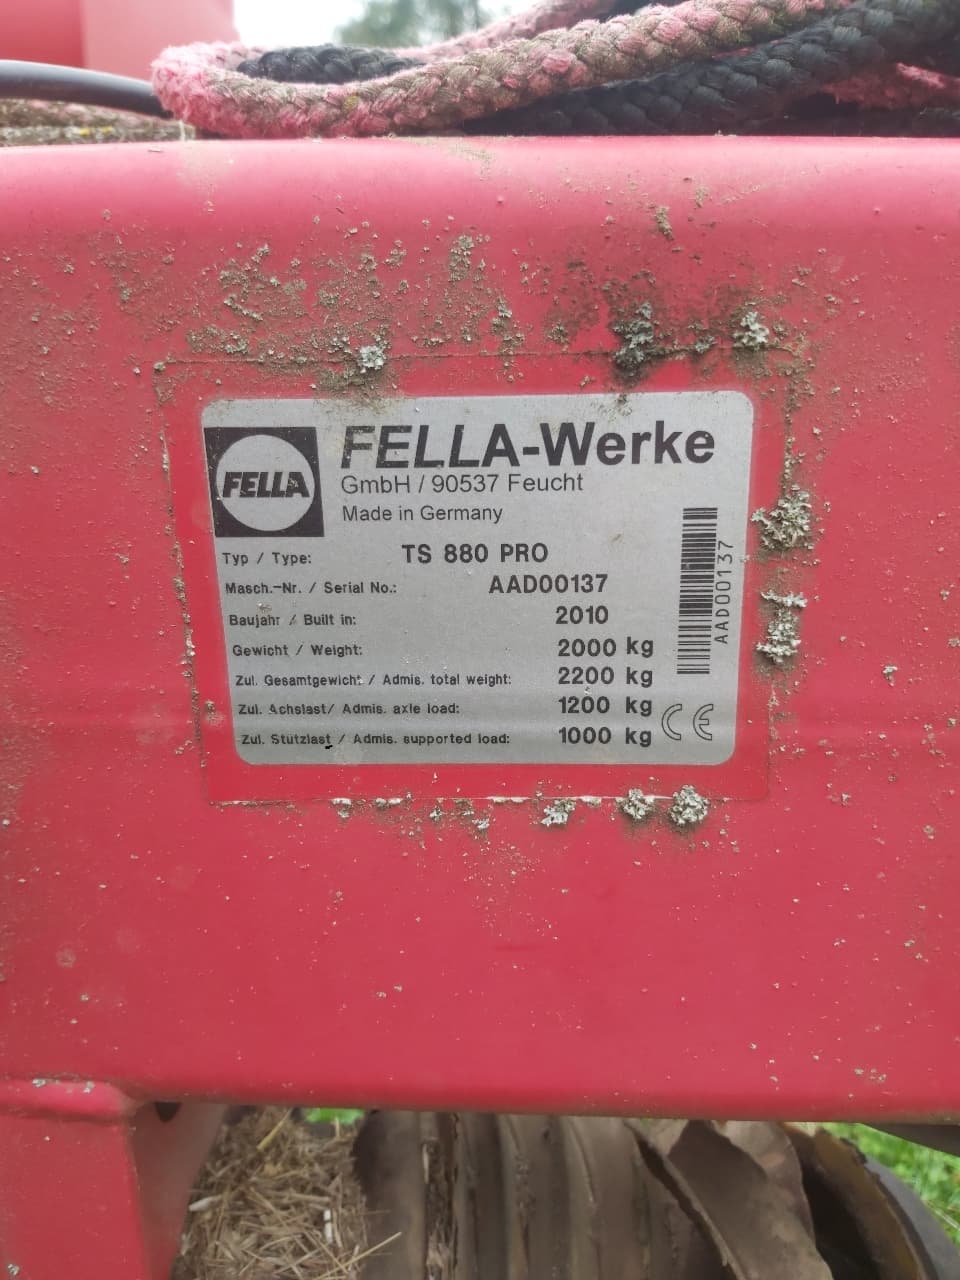 FELLA
FELLA-Werke
GmbH / 90537 Feucht
Made in Germany
Typ / Type: TS 880 PRO
Masch.-Nr. / Serial No.: AAD00137
Baujahr / Built in: 2010
Gewicht / Weight: 2000 kg
Zul. Gesamtgewicht / Admis. total weight: 2200 kg
Zul. Achslast/ Admis. axle load: 1200 kg
Zul. Stützlast / Admis. supported load: 1000 kg
CE
AAD00137